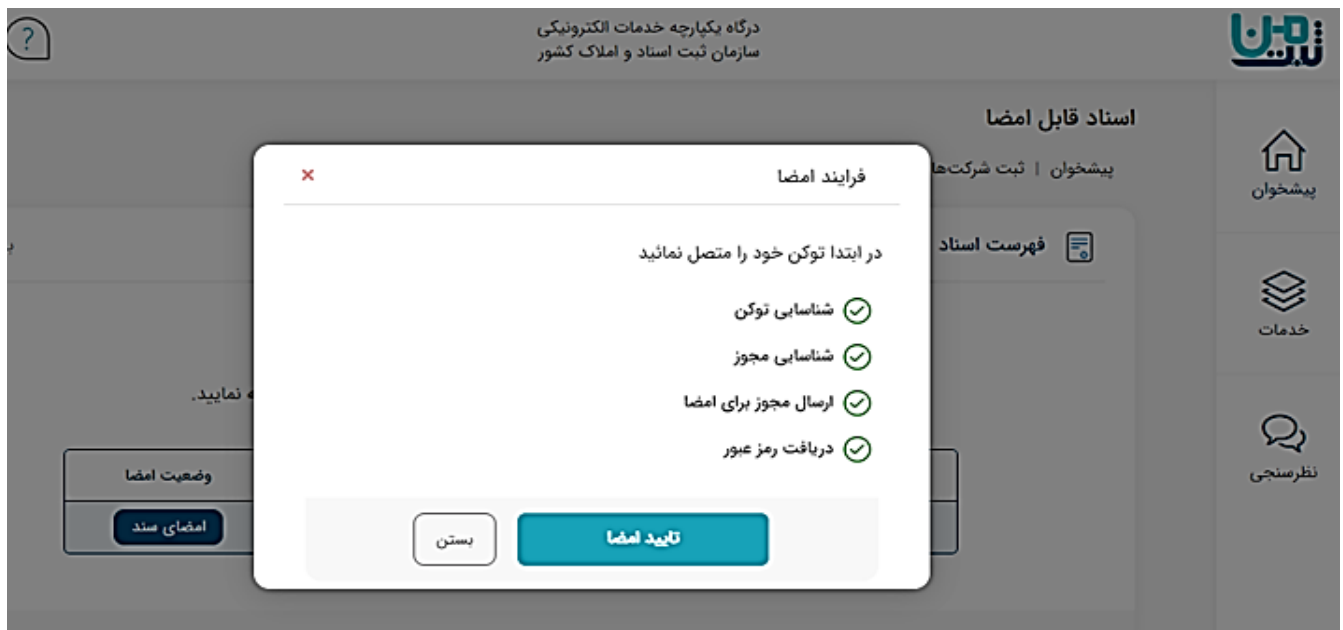 ?
درگاه یکپارچه خدمات الکترونیکی
سازمان ثبت اسناد و املاک کشور
ثبت من
پیشخوان
خدمات
نظرسنجی
اسناد قابل امضا
پیشخوان | ثبت شرکت‌ها
فهرست اسناد
نمایید.
وضعیت امضا
امضای سند
فرایند امضا
×
در ابتدا توکن خود را متصل نمائید
شناسایی توکن
شناسایی مجوز
ارسال مجوز برای امضا
دریافت رمز عبور
تایید امضا
بستن